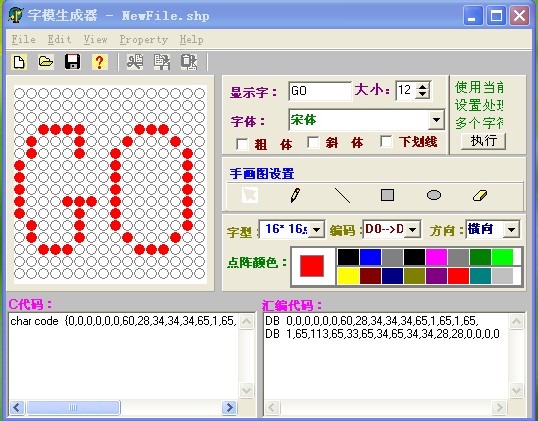 字模生成器 - NewFile.shp
File Edit View Property Help
显示字： GO 大小： 12
字体： 宋体
粗 体 斜 体 下划线
使用当前
设置处理
多个字符
执行
手画图设置
字型： 16* 16点 编码： D0-->D 方向： 横向
点阵颜色：
C代码：
char code {0,0,0,0,0,0,60,28,34,34,34,65,1,65,
汇编代码：
DB 0,0,0,0,0,0,60,28,34,34,34,65,1,65,1,65,
DB 1,65,113,65,33,65,34,65,34,34,28,28,0,0,0,0